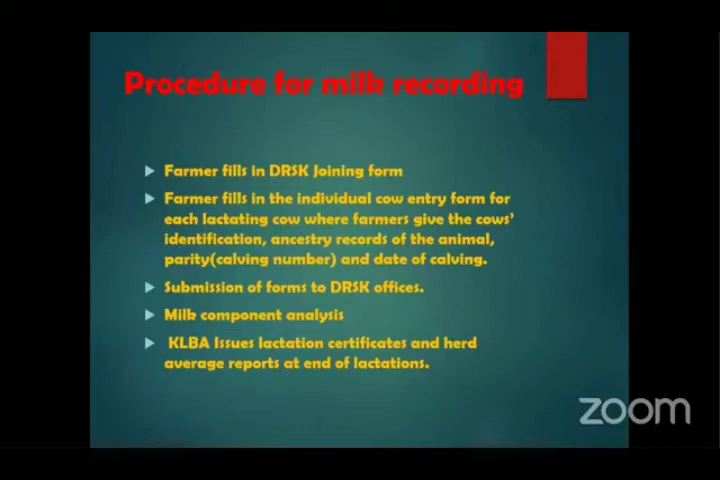 Procedure for milk recording
Farmer fills in DRSK Joining form
Farmer fills in the individual cow entry form for
each lactating cow where farmers give the cows'
identification, ancestry records of the animal,
parity(calving number) and date of calving.
Submission of forms to DRSK offices.
Milk component analysis
KLBA Issues lactation certificates and herd
average reports at end of lactations.
zoom